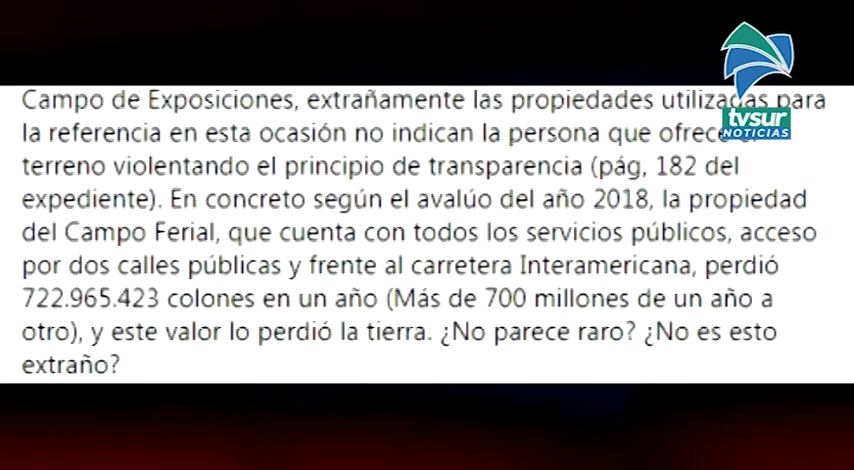 Campo de Exposiciones, extrañamente las propiedades utilizadas para
la referencia en esta ocasión no indican la persona que ofrece
terreno violentando el principio de transparencia (pág, 182 del
expediente). En concreto según el avalúo del año 2018, la propiedad
del Campo Ferial, que cuenta con todos los servicios públicos, acceso
por dos calles públicas y frente al carretera Interamericana, perdió
722.965.423 colones en un año (Más de 700 millones de un año a
otro), y este valor lo perdió la tierra. ¿No parece raro? ¿No es esto
extraño?
tvsur
NOTICIAS